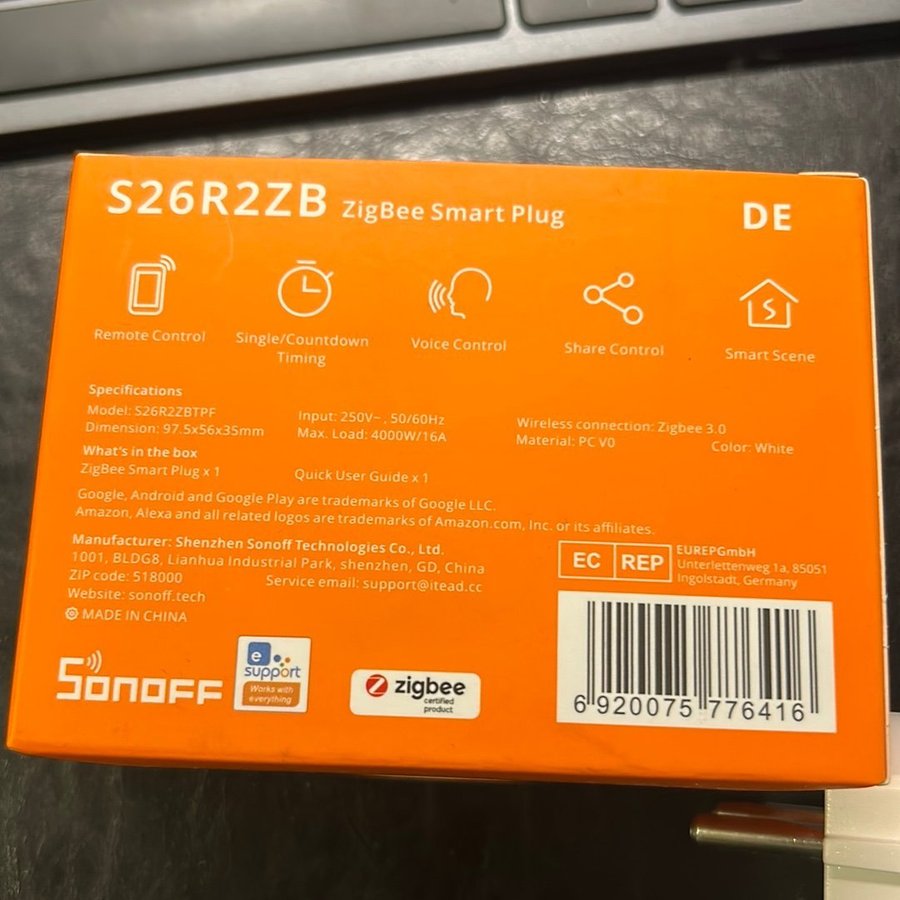 S26R2ZB ZigBee Smart Plug DE
Remote Control
Single/Countdown
Timing
Voice Control
Share Control
Smart Scene
Specifications
Model: S26R2ZBTPF
Input: 250V~ , 50/60Hz
Wireless connection: Zigbee 3.0
Dimension: 97.5x56x35mm
Max. Load: 4000W/16A
Material: PC V0
Color: White
What's in the box
ZigBee Smart Plug x 1
Quick User Guide x 1
Google, Android and Google Play are trademarks of Google LLC.
Amazon, Alexa and all related logos are trademarks of Amazon.com, Inc. or its affiliates.
Manufacturer: Shenzhen Sonoff Technologies Co., Ltd.
1001, BLDG8, Lianhua Industrial Park, shenzhen, GD, China
ZIP code: 518000
Service email: support@itead.cc
Website: sonoff.tech
MADE IN CHINA
EC REP
EUREPGmbH
Unterlettenweg 1a, 85051
Ingolstadt, Germany
SONOFF
e
support
Works with
everything
zigbee
certified
product
6 920075 776416